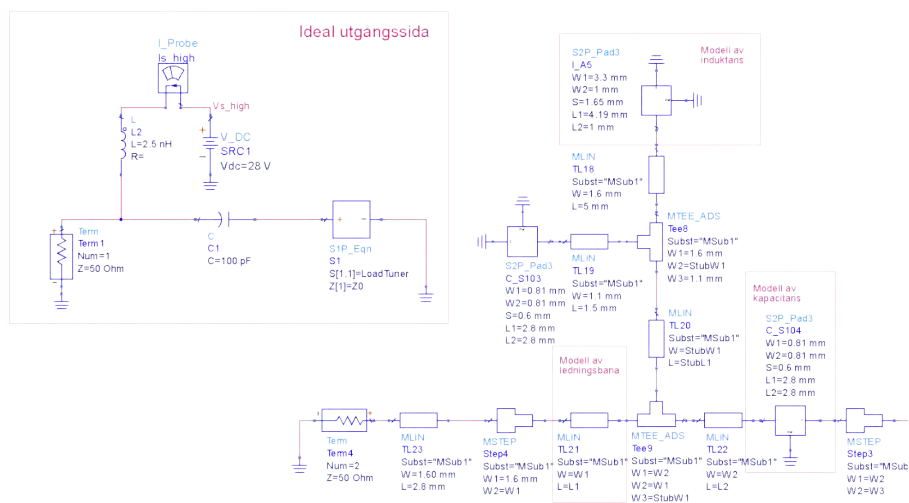 Ideal utgångssida
I_Probe
Is_high
Vs_high
L
L2
L=2.5 nH
R=
V_DC
SRC1
Vdc=28 V
Term
Term1
Num=1
Z=50 Ohm
C
C1
C=100 pF
S1P_Eqn
S1
S[1,1]=LoadTuner
Z[1]=Z0
S2P_Pad3
I_A5
W1=3.3 mm
W2=1 mm
S=1.65 mm
L1=4.19 mm
L2=1 mm
Modell av
induktans
MLIN
TL18
Subst="MSub1"
W=1.6 mm
L=5 mm
MTEE_ADS
Tee8
Subst="MSub1"
W1=1.6 mm
W2=StubW1
W3=1.1 mm
S2P_Pad3
C_S103
W1=0.81 mm
W2=0.81 mm
S=0.6 mm
L1=2.8 mm
L2=2.8 mm
MLIN
TL19
Subst="MSub1"
W=1.1 mm
L=1.5 mm
MLIN
TL20
Subst="MSub1"
W=StubW1
L=StubL1
Modell av
kapacitans
S2P_Pad3
C_S104
W1=0.81 mm
W2=0.81 mm
S=0.6 mm
L1=2.8 mm
L2=2.8 mm
Modell av
ledningsbana
Term
Term4
Num=2
Z=50 Ohm
MLIN
TL23
Subst="MSub1"
W=1.60 mm
L=2.8 mm
MSTEP
Step4
Subst="MSub1"
W1=1.6 mm
W2=W1
MLIN
TL21
Subst="MSub1"
W=W1
L=L1
MTEE_ADS
Tee9
Subst="MSub1"
W1=W2
W2=W1
W3=StubW1
MLIN
TL22
Subst="MSub1"
W=W2
L=L2
MSTEP
Step3
Subst="MSub1"
W1=W2
W2=W3